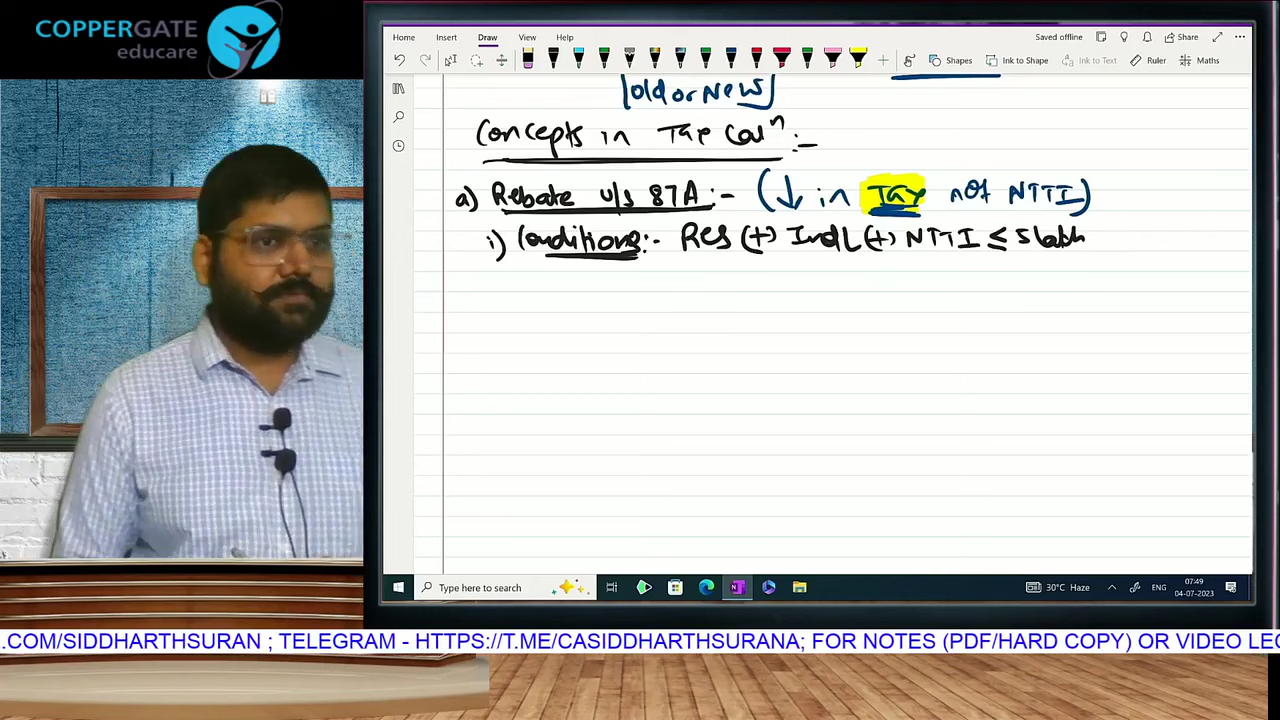 COPPERGATE
educare
Home Insert Draw View Help
Saved offline
Share
Shapes
Ink to Shape
Ink to Text
Ruler
Maths
[old or New]
Concepts in Tax Calⁿ :-
a) Rebate u/s 87A :- (↓ in Tax not NTTI)
i) Conditions :- Res (+) Indl (+) NTTI ≤ 5 lakh
Type here to search
30°C Haze
ENG
07:49
04-07-2023
.COM/SIDDHARTHSURAN ; TELEGRAM - HTTPS://T.ME/CASIDDHARTHSURANA; FOR NOTES (PDF/HARD COPY) OR VIDEO LEC